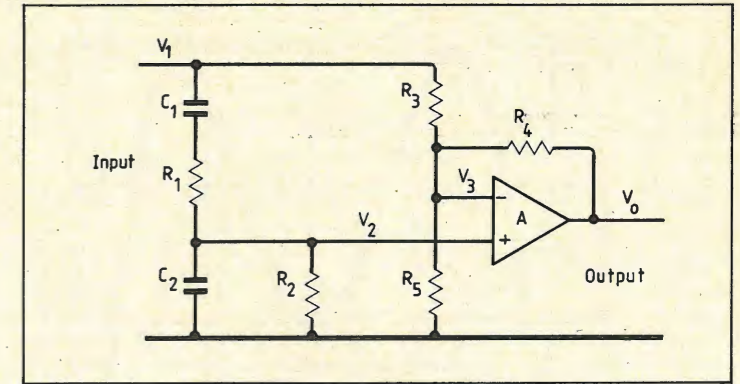 V1
C1
R3
R4
Input
R1
V3
−
A
V2
+
Vo
C2
R2
R5
Output